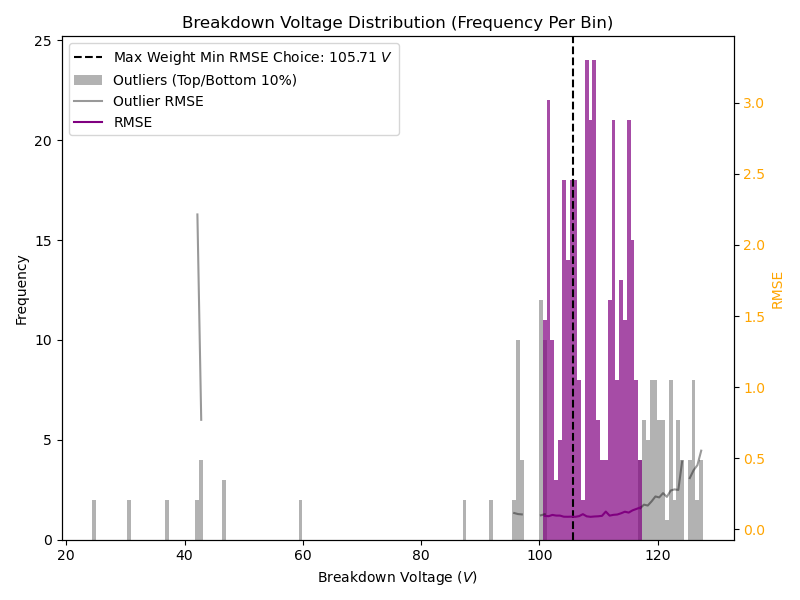 Breakdown Voltage Distribution (Frequency Per Bin)
Max Weight Min RMSE Choice: 105.71 V
Outliers (Top/Bottom 10%)
Outlier RMSE
RMSE
25
20
15
10
5
0
Frequency
3.0
2.5
2.0
1.5
1.0
0.5
0.0
RMSE
20 40 60 80 100 120
Breakdown Voltage (V)